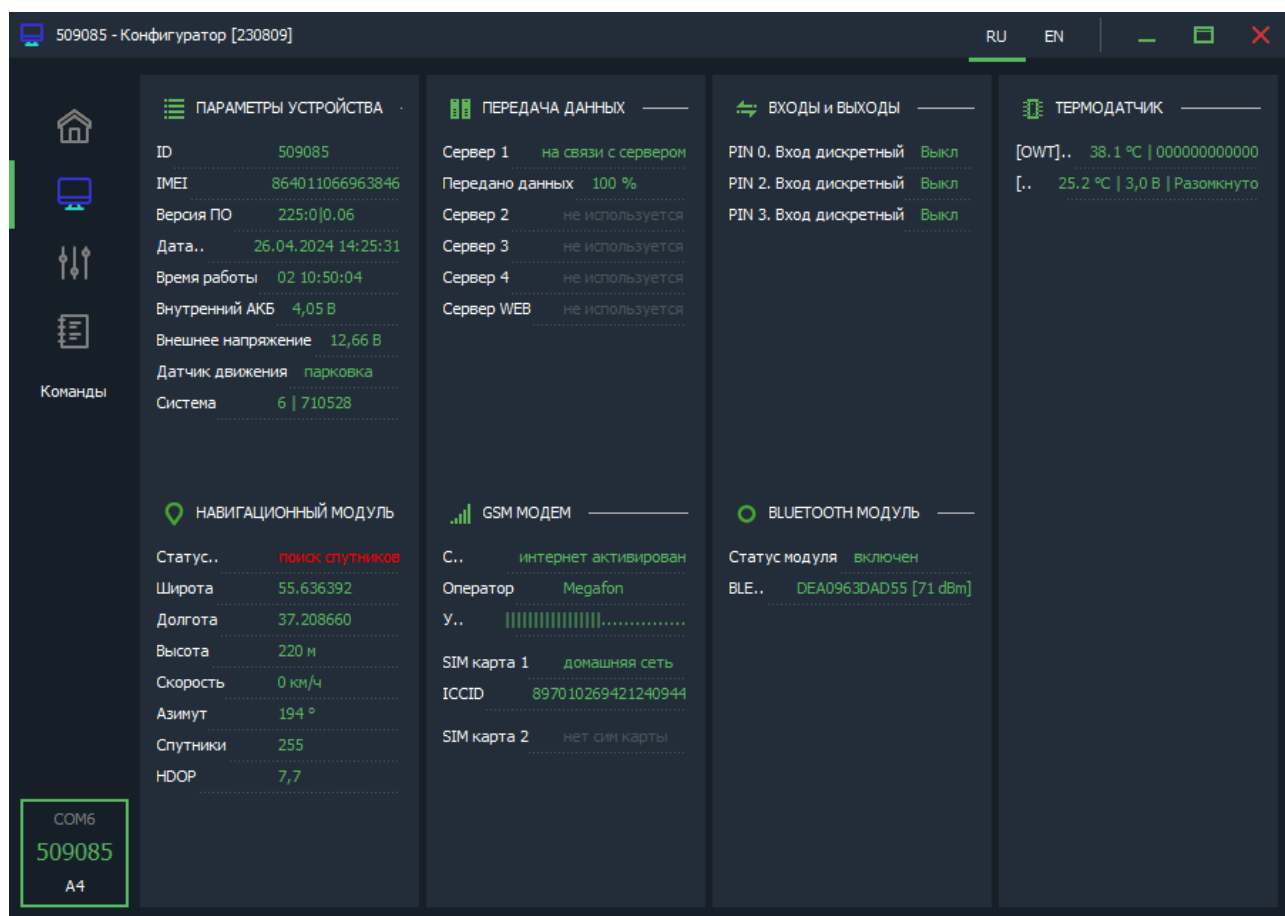 509085 - Конфигуратор [230809]
RU EN
ПАРАМЕТРЫ УСТРОЙСТВА
ID 509085
IMEI 864011066963846
Версия ПО 225:0|0.06
Дата.. 26.04.2024 14:25:31
Время работы 02 10:50:04
Внутренний АКБ 4,05 В
Внешнее напряжение 12,66 В
Датчик движения парковка
Система 6 | 710528
ПЕРЕДАЧА ДАННЫХ
Сервер 1 на связи с сервером
Передано данных 100 %
Сервер 2 не используется
Сервер 3 не используется
Сервер 4 не используется
Сервер WEB не используется
ВХОДЫ и ВЫХОДЫ
PIN 0. Вход дискретный Выкл
PIN 2. Вход дискретный Выкл
PIN 3. Вход дискретный Выкл
ТЕРМОДАТЧИК
[OWT].. 38.1 °C | 000000000000
[.. 25.2 °C | 3,0 В | Разомкнуто
Команды
НАВИГАЦИОННЫЙ МОДУЛЬ
Статус.. поиск спутников
Широта 55.636392
Долгота 37.208660
Высота 220 м
Скорость 0 км/ч
Азимут 194 °
Спутники 255
HDOP 7,7
GSM МОДЕМ
С.. интернет активирован
Оператор Megafon
У..
SIM карта 1 домашняя сеть
ICCID 897010269421240944
SIM карта 2 нет сим карты
BLUETOOTH МОДУЛЬ
Статус модуля включен
BLE.. DEA0963DAD55 [71 dBm]
COM6
509085
A4